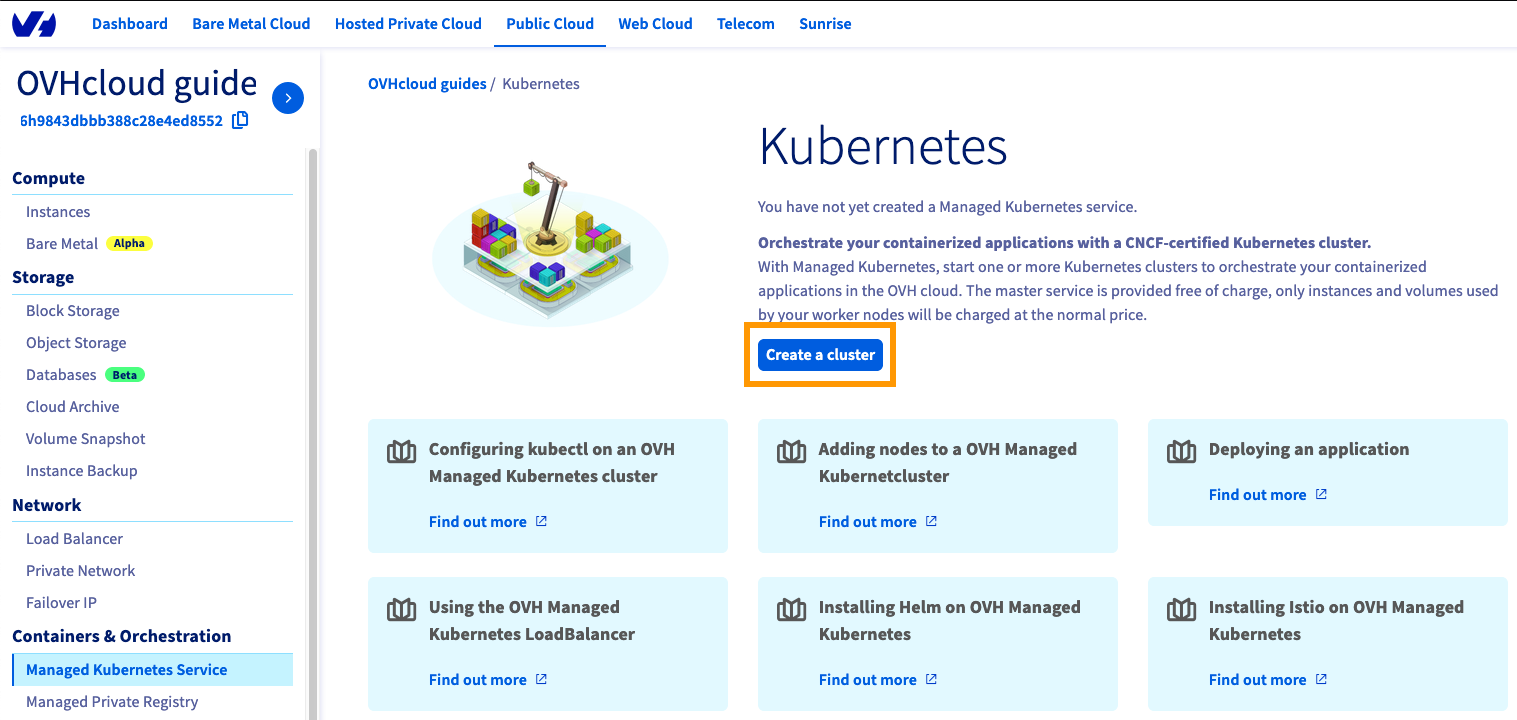 Dashboard Bare Metal Cloud Hosted Private Cloud Public Cloud Web Cloud Telecom Sunrise
OVHcloud guide
6h9843dbbb388c28e4ed8552
Compute
Instances
Bare Metal Alpha
Storage
Block Storage
Object Storage
Databases Beta
Cloud Archive
Volume Snapshot
Instance Backup
Network
Load Balancer
Private Network
Failover IP
Containers & Orchestration
Managed Kubernetes Service
Managed Private Registry
OVHcloud guides / Kubernetes
Kubernetes
You have not yet created a Managed Kubernetes service.
Orchestrate your containerized applications with a CNCF-certified Kubernetes cluster.
With Managed Kubernetes, start one or more Kubernetes clusters to orchestrate your containerized
applications in the OVH cloud. The master service is provided free of charge, only instances and volumes used
by your worker nodes will be charged at the normal price.
Create a cluster
Configuring kubectl on an OVH
Managed Kubernetes cluster
Find out more
Adding nodes to a OVH Managed
Kubernetcluster
Find out more
Deploying an application
Find out more
Using the OVH Managed
Kubernetes LoadBalancer
Find out more
Installing Helm on OVH Managed
Kubernetes
Find out more
Installing Istio on OVH Managed
Kubernetes
Find out more